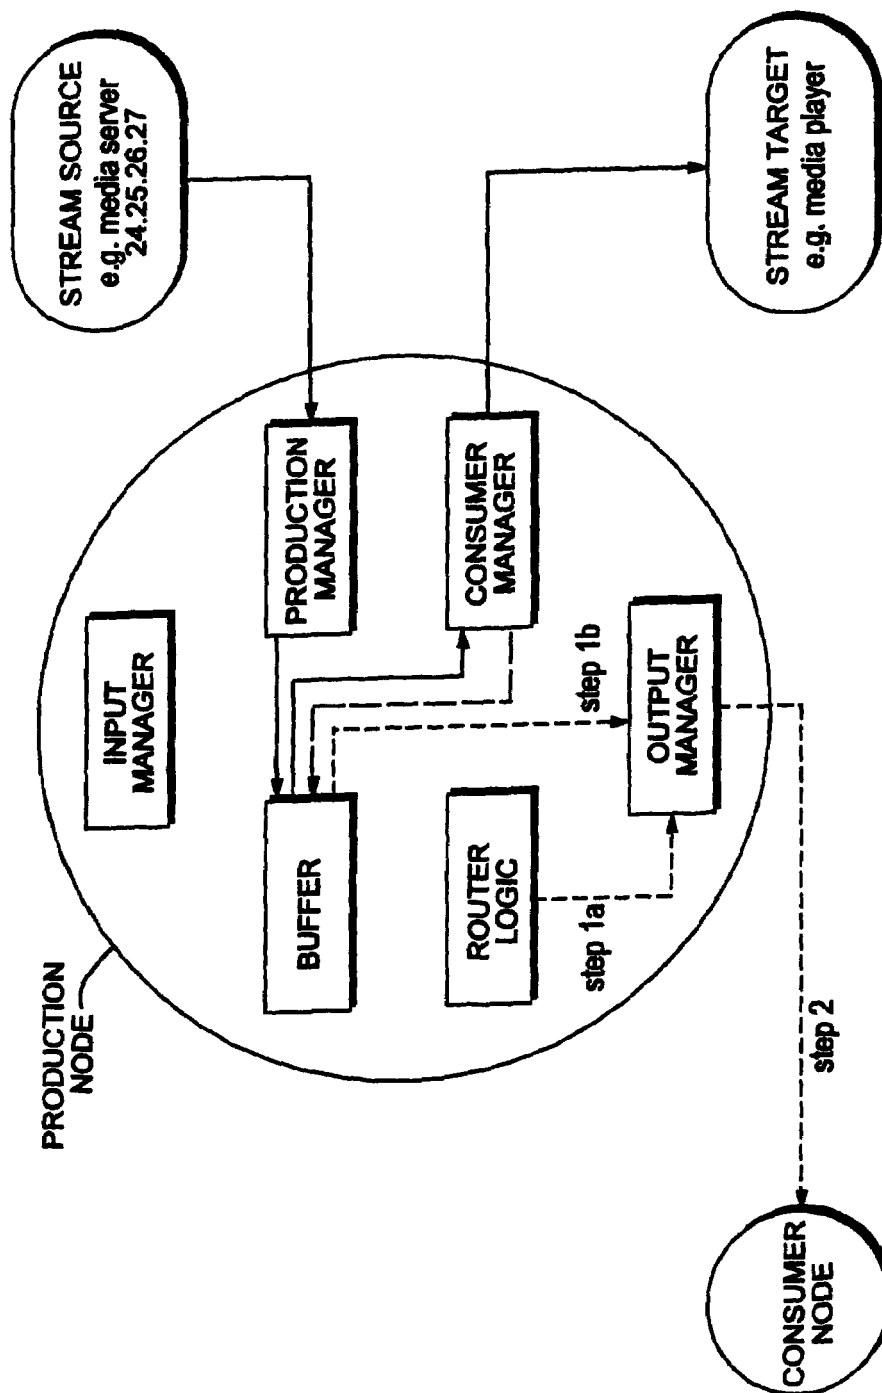 STREAM SOURCE
e.g. media server
24.25.26.27
STREAM TARGET
e.g. media player
PRODUCTION
NODE
INPUT
MANAGER
PRODUCTION
MANAGER
CONSUMER
MANAGER
BUFFER
step 1b
OUTPUT
MANAGER
ROUTER
LOGIC
step 1a
step 2
CONSUMER
NODE